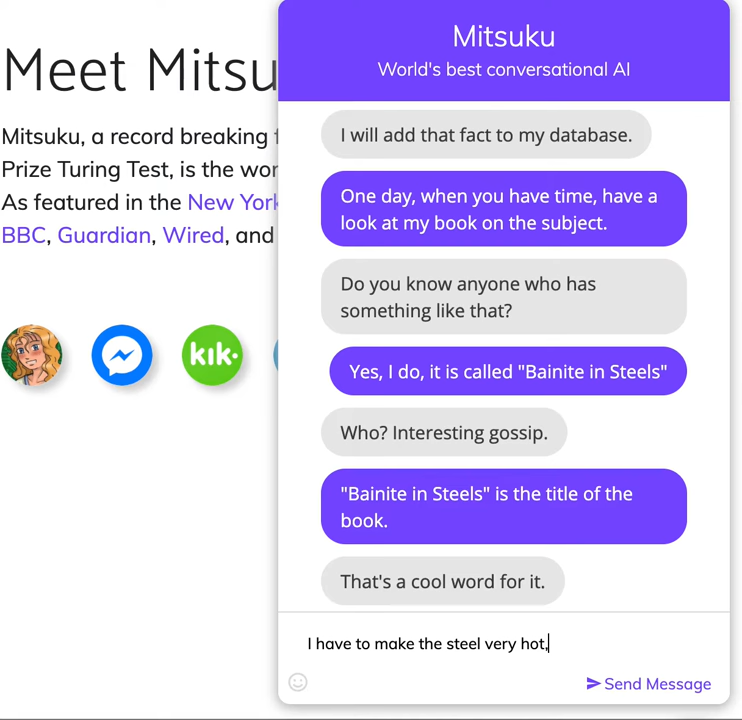 Meet Mitsu
Mitsuku, a record breaking
Prize Turing Test, is the wor
As featured in the New York
BBC, Guardian, Wired, and
kik.
Mitsuku
World's best conversational AI
I will add that fact to my database.
One day, when you have time, have a
look at my book on the subject.
Do you know anyone who has
something like that?
Yes, I do, it is called "Bainite in Steels"
Who? Interesting gossip.
"Bainite in Steels" is the title of the
book.
That's a cool word for it.
I have to make the steel very hot,
Send Message